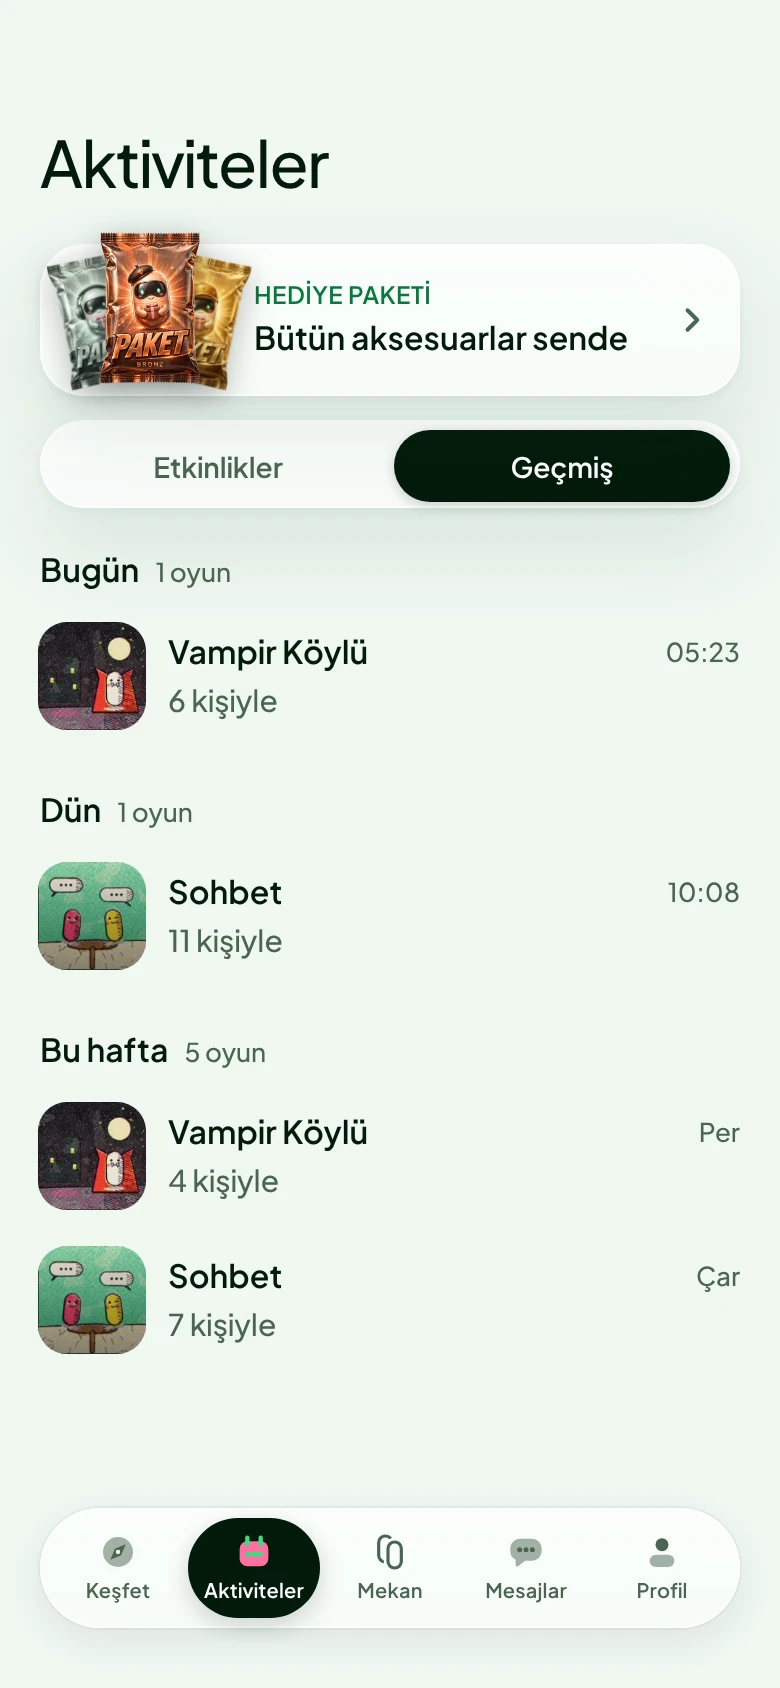 Aktiviteler
HEDİYE PAKETİ
Bütün aksesuarlar sende
PAKET
BRONZ
Etkinlikler
Geçmiş
Bugün 1 oyun
Vampir Köylü 05:23
6 kişiyle
Dün 1 oyun
Sohbet 10:08
11 kişiyle
Bu hafta 5 oyun
Vampir Köylü Per
4 kişiyle
Sohbet Çar
7 kişiyle
Keşfet
Aktiviteler
Mekan
Mesajlar
Profil